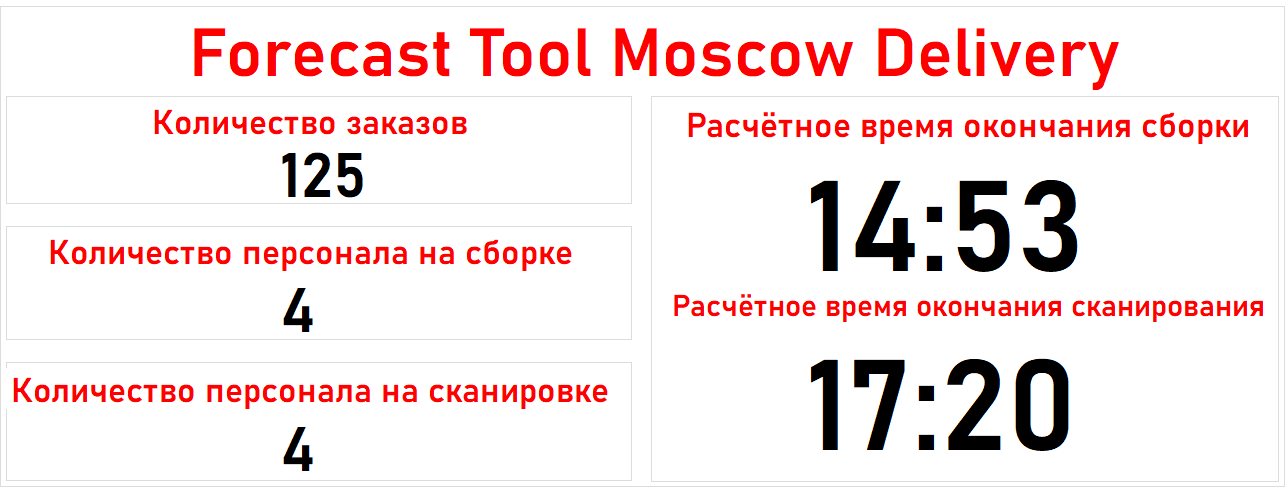 Forecast Tool Moscow Delivery
Количество заказов
125
Количество персонала на сборке
4
Количество персонала на сканировке
4
Расчётное время окончания сборки
14:53
Расчётное время окончания сканирования
17:20